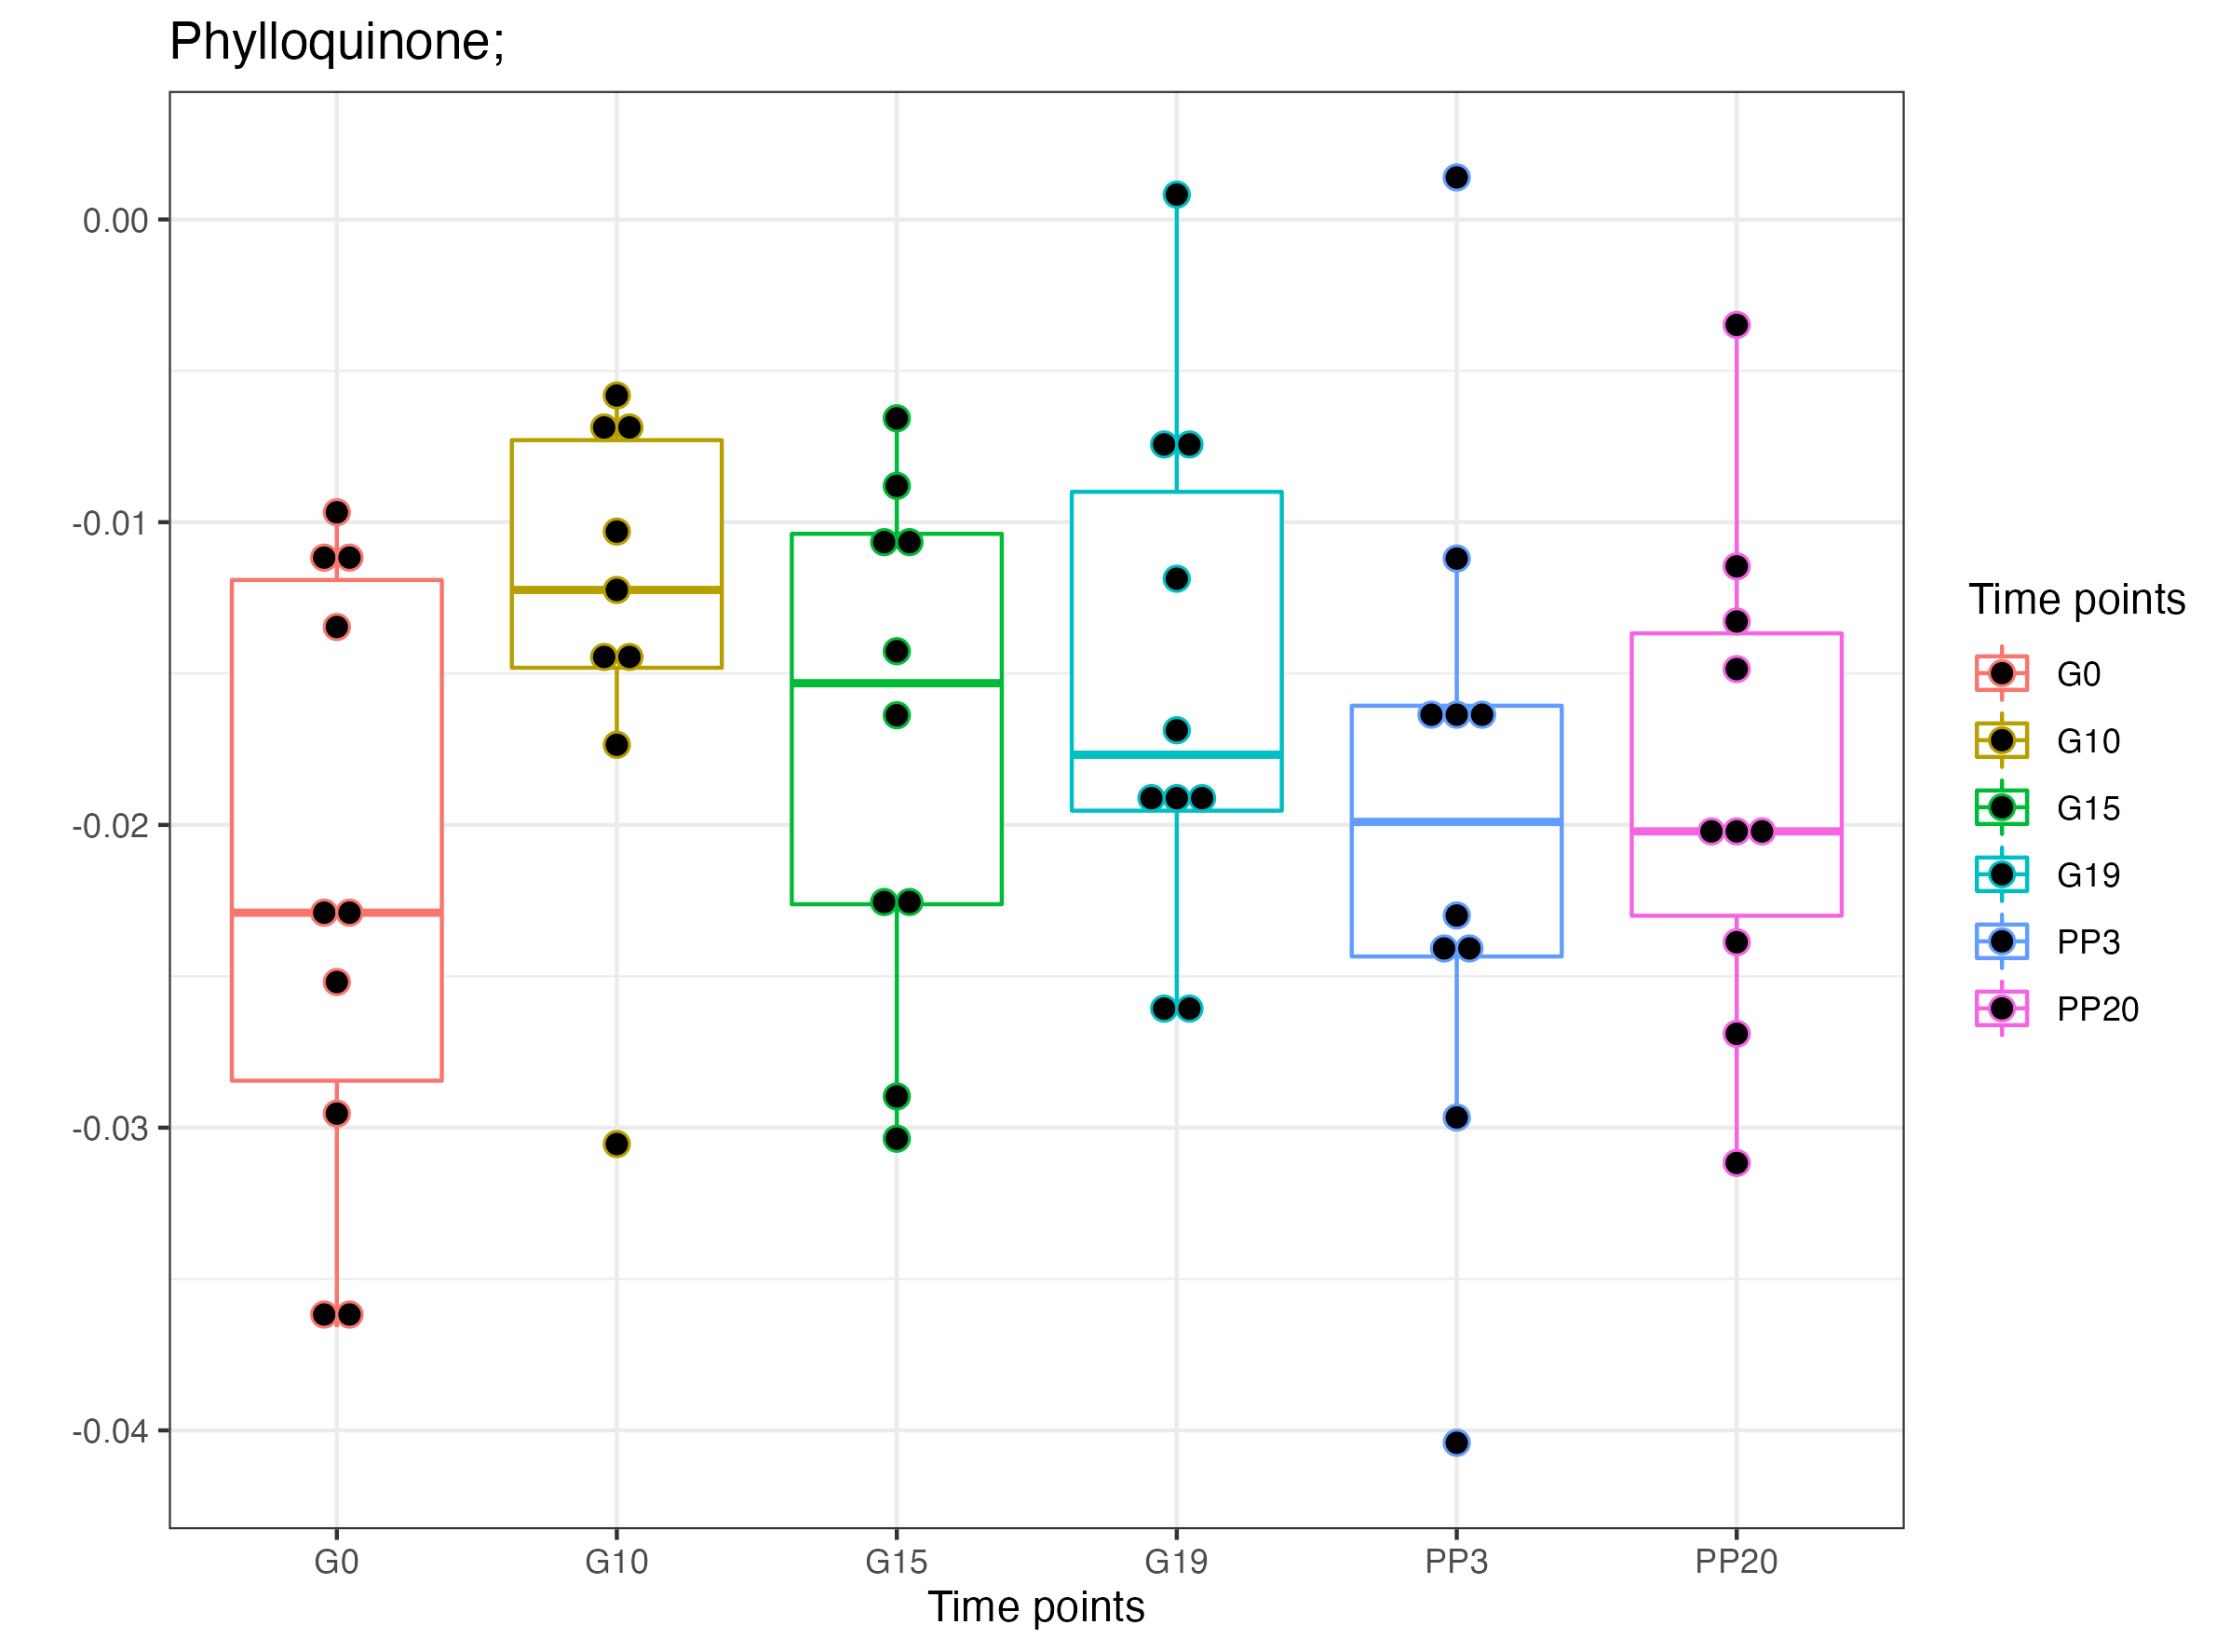 Phylloquinone;
0.00
-0.01
-0.02
-0.03
-0.04
G0 G10 G15 G19 PP3 PP20
Time points
Time points
G0
G10
G15
G19
PP3
PP20